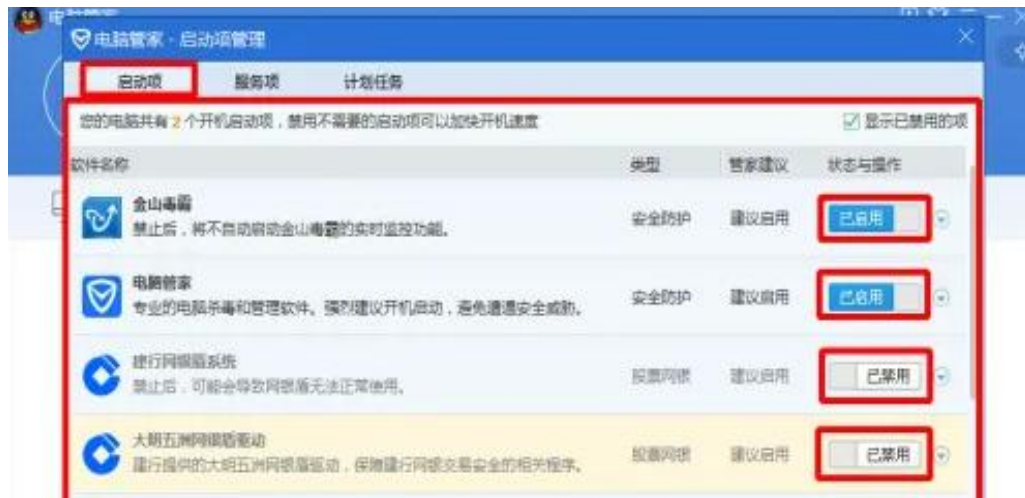 电脑管家 - 启动项管理
启动项 服务项 计划任务
您的电脑共有 2 个开机启动项，禁用不需要的启动项可以加快开机速度 显示已禁用的项
软件名称 类型 管家建议 状态与操作
金山毒霸
禁止后，将不自动启动金山毒霸的实时监控功能。 安全防护 建议启用 已启用
电脑管家
专业的电脑杀毒和管理软件。强烈建议开机启动，避免遭遇安全威胁。 安全防护 建议启用 已启用
建行网银盾系统
禁止后，可能会导致网银盾无法正常使用。 股票网银 建议启用 已禁用
大明五洲网银盾驱动
建行提供的大明五洲网银盾驱动，保障建行网银交易安全的相关程序。 股票网银 建议启用 已禁用